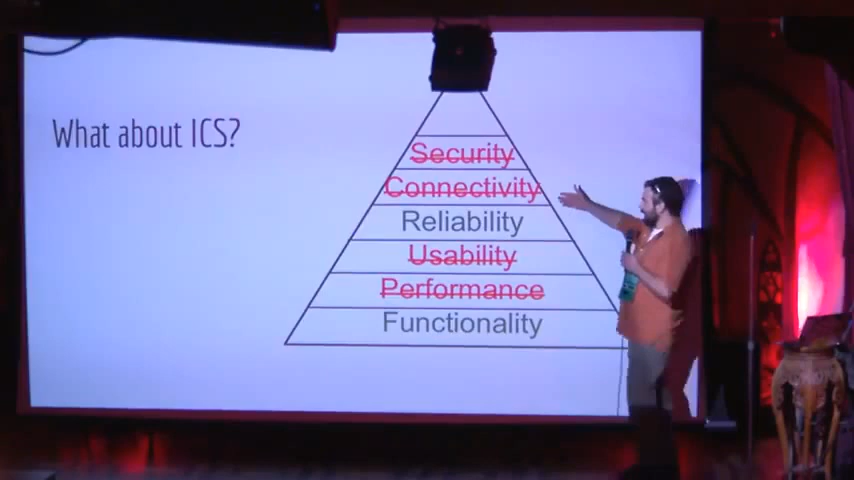 What about ICS?
Security
Connectivity
Reliability
Usability
Performance
Functionality